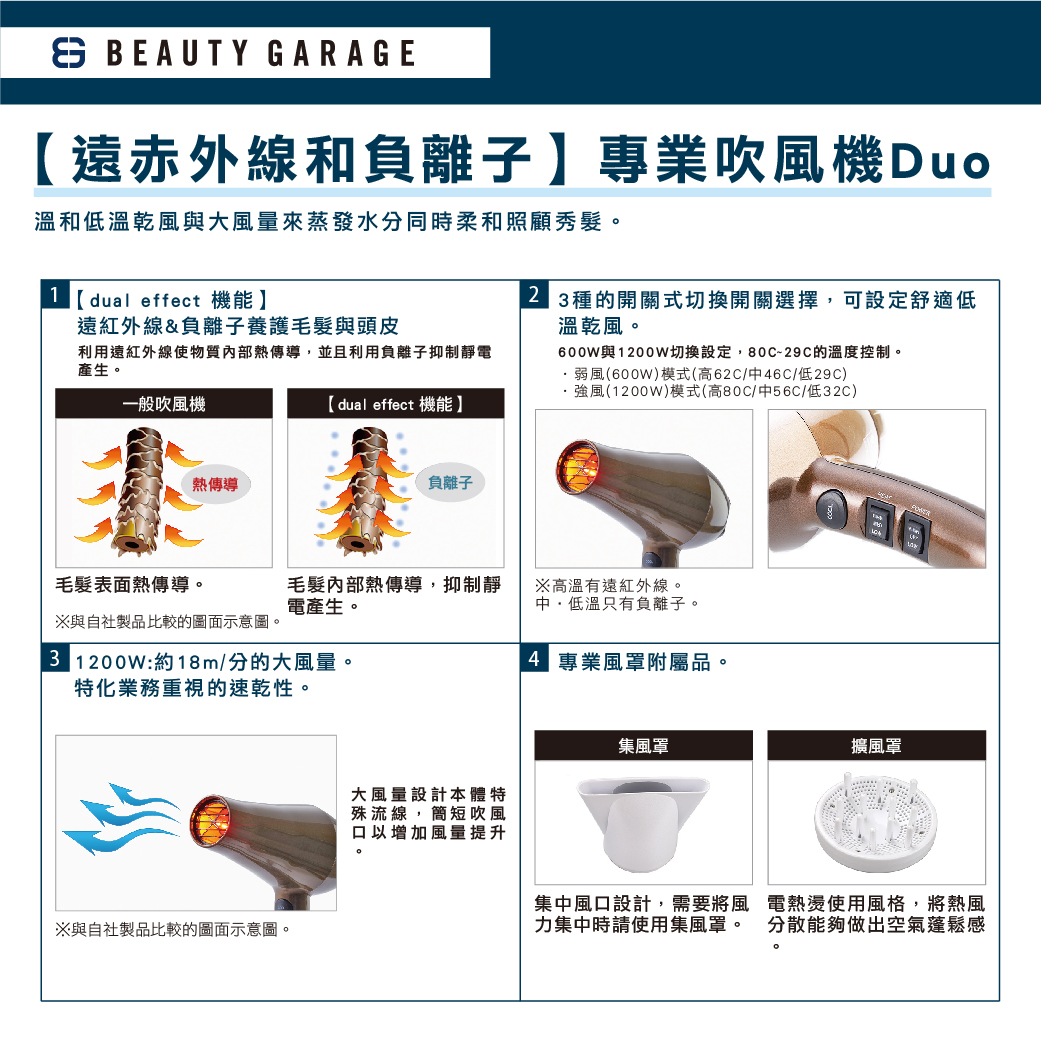 BEAUTY GARAGE
【遠赤外線和負離子】專業吹風機Duo
溫和低溫乾風與大風量來蒸發水分同時柔和照顧秀髮。
1
【dual effect 機能】
遠紅外線&負離子養護毛髮與頭皮
利用遠紅外線使物質內部熱傳導，並且利用負離子抑制靜電
產生。
一般吹風機
【dual effect 機能】
熱傳導
負離子
毛髮表面熱傳導。
毛髮內部熱傳導，抑制靜
電產生。
※與自社製品比較的圖面示意圖。
2
3種的開關式切換開關選擇，可設定舒適低
溫乾風。
600W與1200W切換設定，80C~29C的溫度控制。
・弱風(600W)模式(高62C/中46C/低29C)
・強風(1200W)模式(高80C/中56C/低32C)
COOL
HEAT
POWER
HIGH
MED
LOW
※高溫有遠紅外線。
中・低溫只有負離子。
3
1200W:約18m/分的大風量。
特化業務重視的速乾性。
大風量設計本體特
殊流線，簡短吹風
口以增加風量提升
。
※與自社製品比較的圖面示意圖。
4
專業風罩附屬品。
集風罩
擴風罩
集中風口設計，需要將風
力集中時請使用集風罩。
電熱燙使用風格，將熱風
分散能夠做出空氣蓬鬆感
。